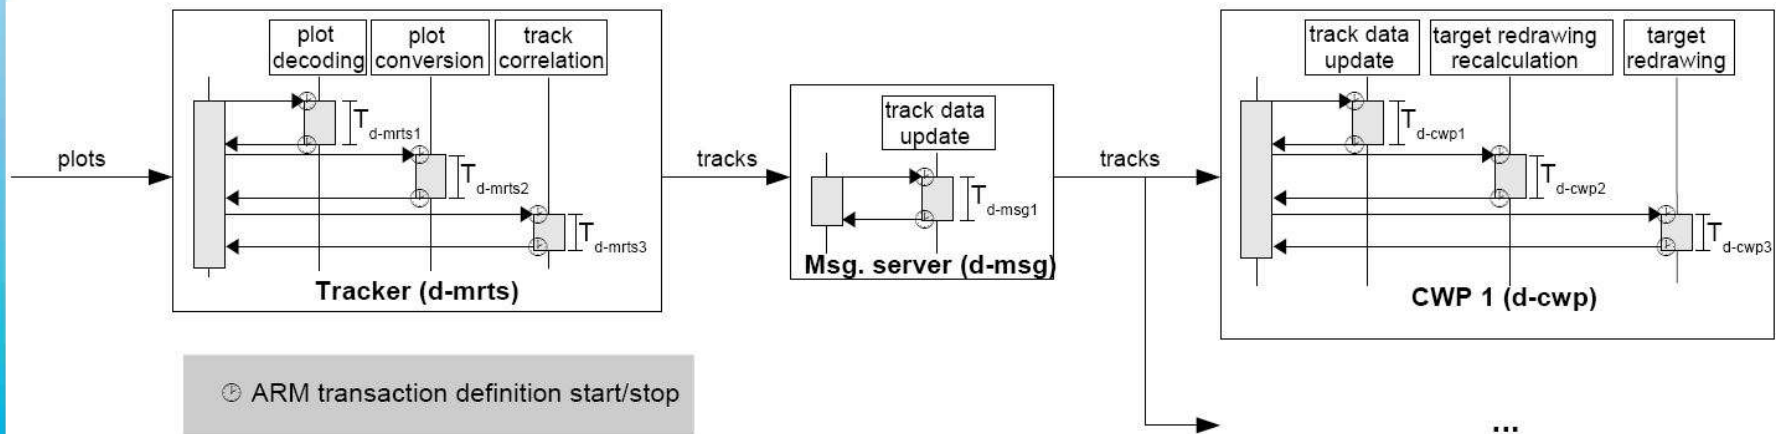 plots
plot
decoding
plot
conversion
track
correlation
T d-mrts1
T d-mrts2
T d-mrts3
Tracker (d-mrts)
tracks
track data
update
T d-msg1
Msg. server (d-msg)
tracks
track data
update
target redrawing
recalculation
target
redrawing
T d-cwp1
T d-cwp2
T d-cwp3
CWP 1 (d-cwp)
ARM transaction definition start/stop
...